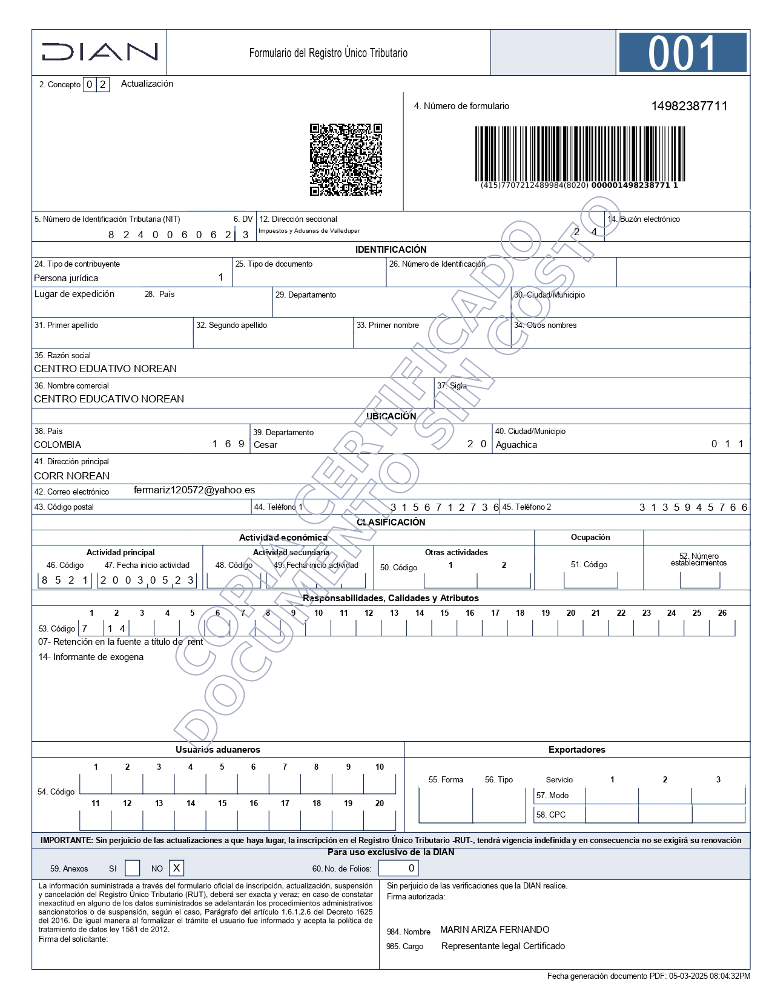 DIAN
Formulario del Registro Único Tributario
001
2. Concepto 0 2 Actualización
4. Número de formulario 14982387711
(415)7707212489984(8020) 000001498238771 1
5. Número de Identificación Tributaria (NIT) 6. DV 12. Dirección seccional 14. Buzón electrónico
8 2 4 0 0 6 0 6 2 3 Impuestos y Aduanas de Valledupar 2 4
IDENTIFICACIÓN
24. Tipo de contribuyente 25. Tipo de documento 26. Número de Identificación
Persona jurídica 1
Lugar de expedición 28. País 29. Departamento 30. Ciudad/Municipio
31. Primer apellido 32. Segundo apellido 33. Primer nombre 34. Otros nombres
35. Razón social
CENTRO EDUATIVO NOREAN
36. Nombre comercial 37. Sigla
CENTRO EDUCATIVO NOREAN
UBICACIÓN
38. País 39. Departamento 40. Ciudad/Municipio
COLOMBIA 1 6 9 Cesar 2 0 Aguachica 0 1 1
41. Dirección principal
CORR NOREAN
42. Correo electrónico fermariz120572@yahoo.es
43. Código postal 44. Teléfono 1 3 1 5 6 7 1 2 7 3 6 45. Teléfono 2 3 1 3 5 9 4 5 7 6 6
CLASIFICACIÓN
Actividad económica Ocupación
Actividad principal Actividad secundaria Otras actividades 52. Número establecimientos
46. Código 47. Fecha inicio actividad 48. Código 49. Fecha inicio actividad 50. Código 1 2 51. Código
8 5 2 1 2 0 0 3 0 5 2 3
Responsabilidades, Calidades y Atributos
1 2 3 4 5 6 7 8 9 10 11 12 13 14 15 16 17 18 19 20 21 22 23 24 25 26
53. Código 7 1 4
07- Retención en la fuente a título de rent
14- Informante de exogena
COPIA CERTIFICADO
DOCUMENTO SIN COSTO
Usuarios aduaneros Exportadores
1 2 3 4 5 6 7 8 9 10
55. Forma 56. Tipo Servicio 1 2 3
54. Código
57. Modo
11 12 13 14 15 16 17 18 19 20
58. CPC
IMPORTANTE: Sin perjuicio de las actualizaciones a que haya lugar, la inscripción en el Registro Único Tributario -RUT-, tendrá vigencia indefinida y en consecuencia no se exigirá su renovación
Para uso exclusivo de la DIAN
59. Anexos SI NO X 60. No. de Folios: 0
La información suministrada a través del formulario oficial de inscripción, actualización, suspensión
y cancelación del Registro Único Tributario (RUT), deberá ser exacta y veraz; en caso de constatar
inexactitud en alguno de los datos suministrados se adelantarán los procedimientos administrativos
sancionatorios o de suspensión, según el caso, Parágrafo del artículo 1.6.1.2.6 del Decreto 1625
del 2016. De igual manera al formalizar el trámite el usuario fue informado y acepta la política de
tratamiento de datos ley 1581 de 2012.
Firma del solicitante:
Sin perjuicio de las verificaciones que la DIAN realice.
Firma autorizada:
984. Nombre MARIN ARIZA FERNANDO
985. Cargo Representante legal Certificado
Fecha generación documento PDF: 05-03-2025 08:04:32PM